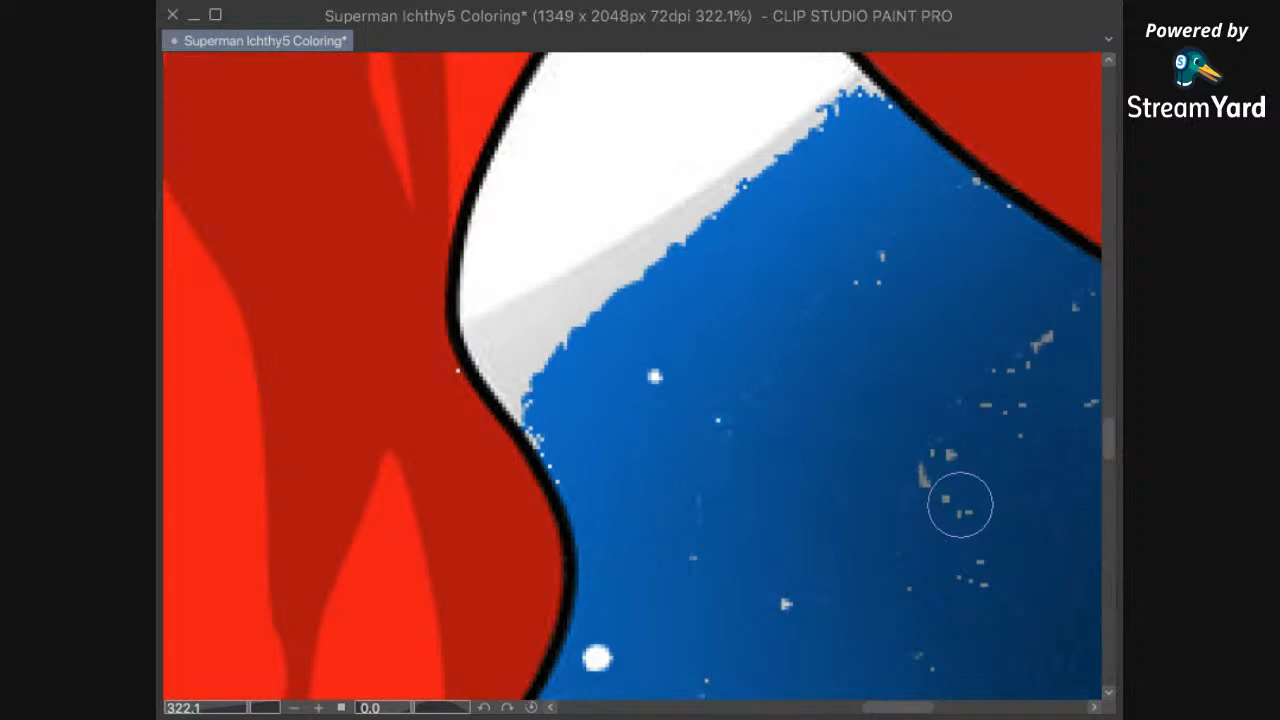 Superman Ichthy5 Coloring* (1349 x 2048px 72dpi 322.1%) - CLIP STUDIO PAINT PRO
Superman Ichthy5 Coloring*
Powered by
StreamYard
322.1
0.0